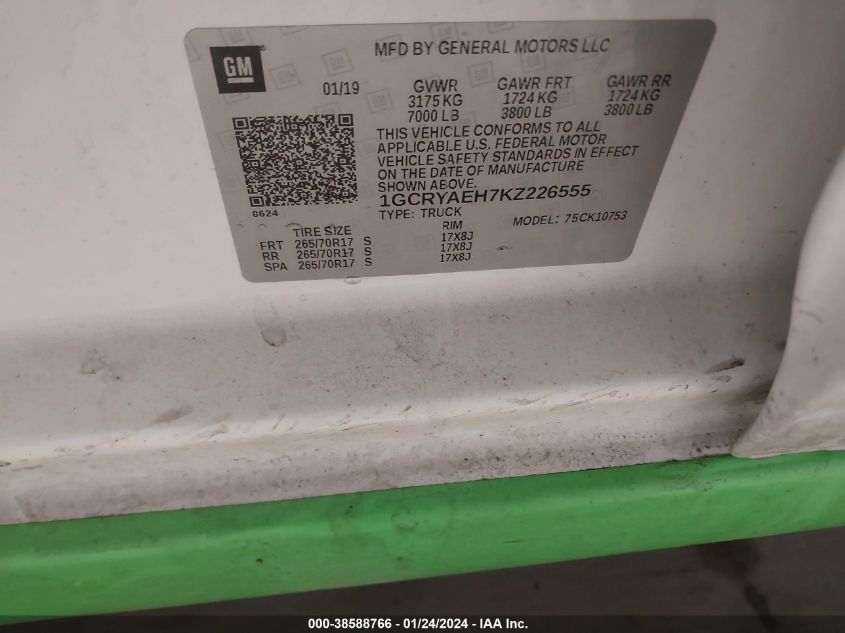 GM
MFD BY GENERAL MOTORS LLC
01/19
GVWR GAWR FRT GAWR RR
3175 KG 1724 KG 1724 KG
7000 LB 3800 LB 3800 LB
THIS VEHICLE CONFORMS TO ALL
APPLICABLE U.S. FEDERAL MOTOR
VEHICLE SAFETY STANDARDS IN EFFECT
ON THE DATE OF MANUFACTURE
SHOWN ABOVE.
1GCRYAEH7KZ226555
8624
TYPE: TRUCK MODEL: 75CK10753
TIRE SIZE RIM
FRT 265/70R17 S 17X8J
RR 265/70R17 S 17X8J
SPA 265/70R17 S 17X8J
000-38588766 - 01/24/2024 - IAA Inc.